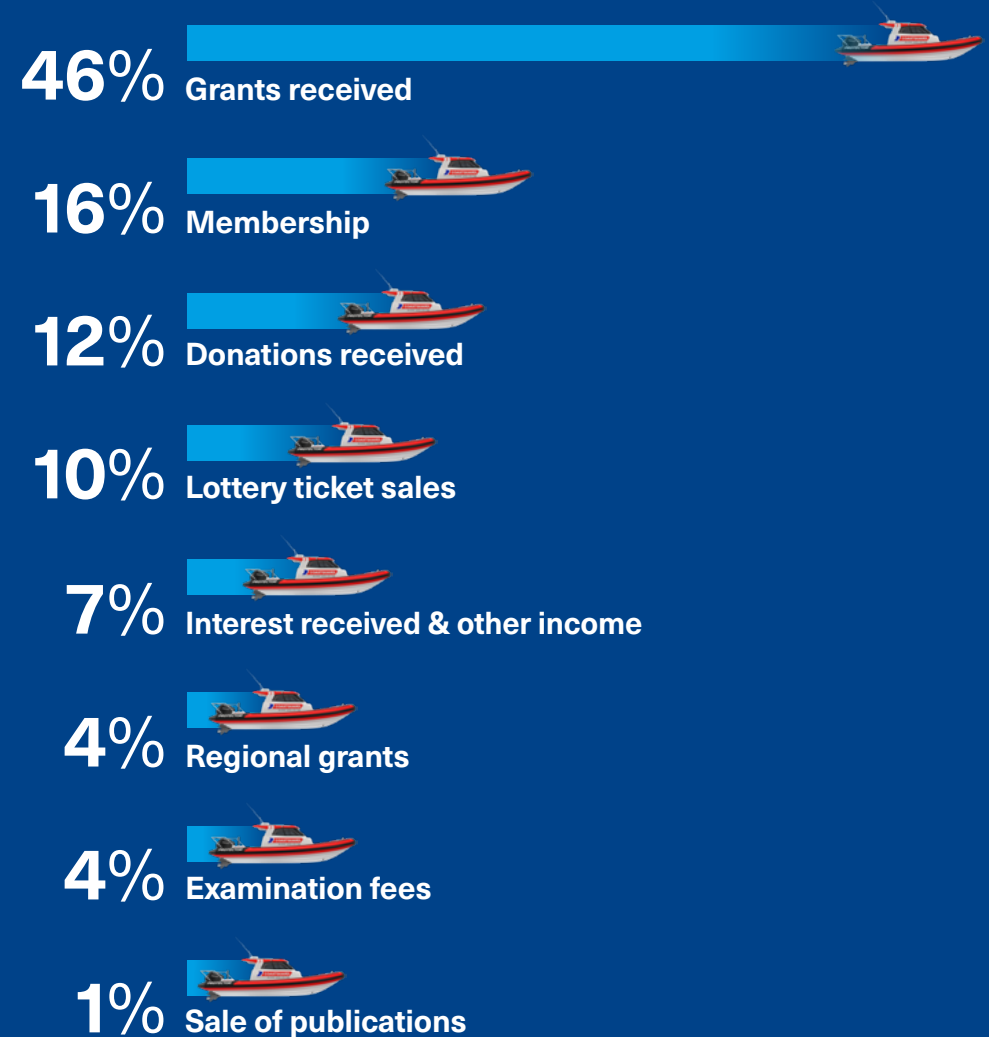 46%
Grants received
16%
Membership
12%
Donations received
10%
Lottery ticket sales
7%
Interest received & other income
4%
Regional grants
4%
Examination fees
1%
Sale of publications